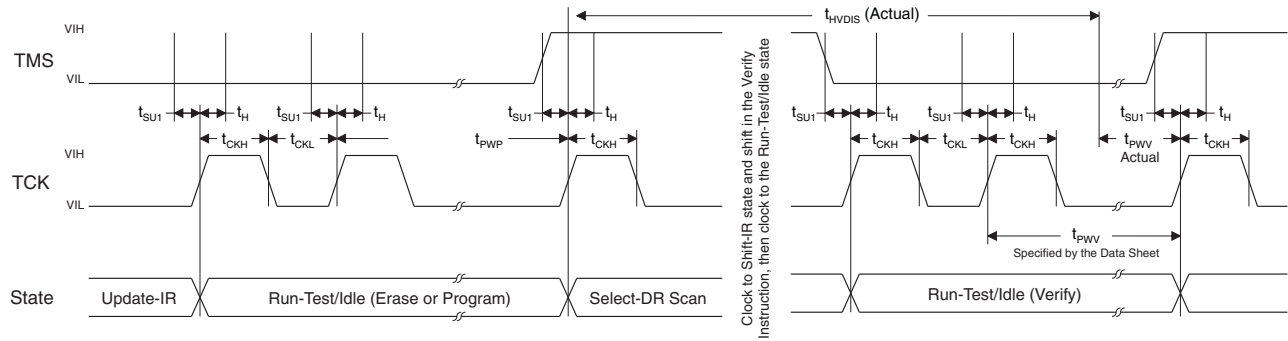 tHVDIS (Actual)
TMS
VIH
VIL
tSU1 tH tSU1 tH tSU1 tH tSU1 tH tSU1 tH tSU1 tH
tCKH tCKL tPWP tCKH tCKH tCKL tCKH tPWV Actual tCKH
TCK
VIH
VIL
Clock to Shift-IR state and shift in the Verify
Instruction, then clock to the Run-Test/Idle state
tPWV
Specified by the Data Sheet
State
Update-IR
Run-Test/Idle (Erase or Program)
Select-DR Scan
Run-Test/Idle (Verify)